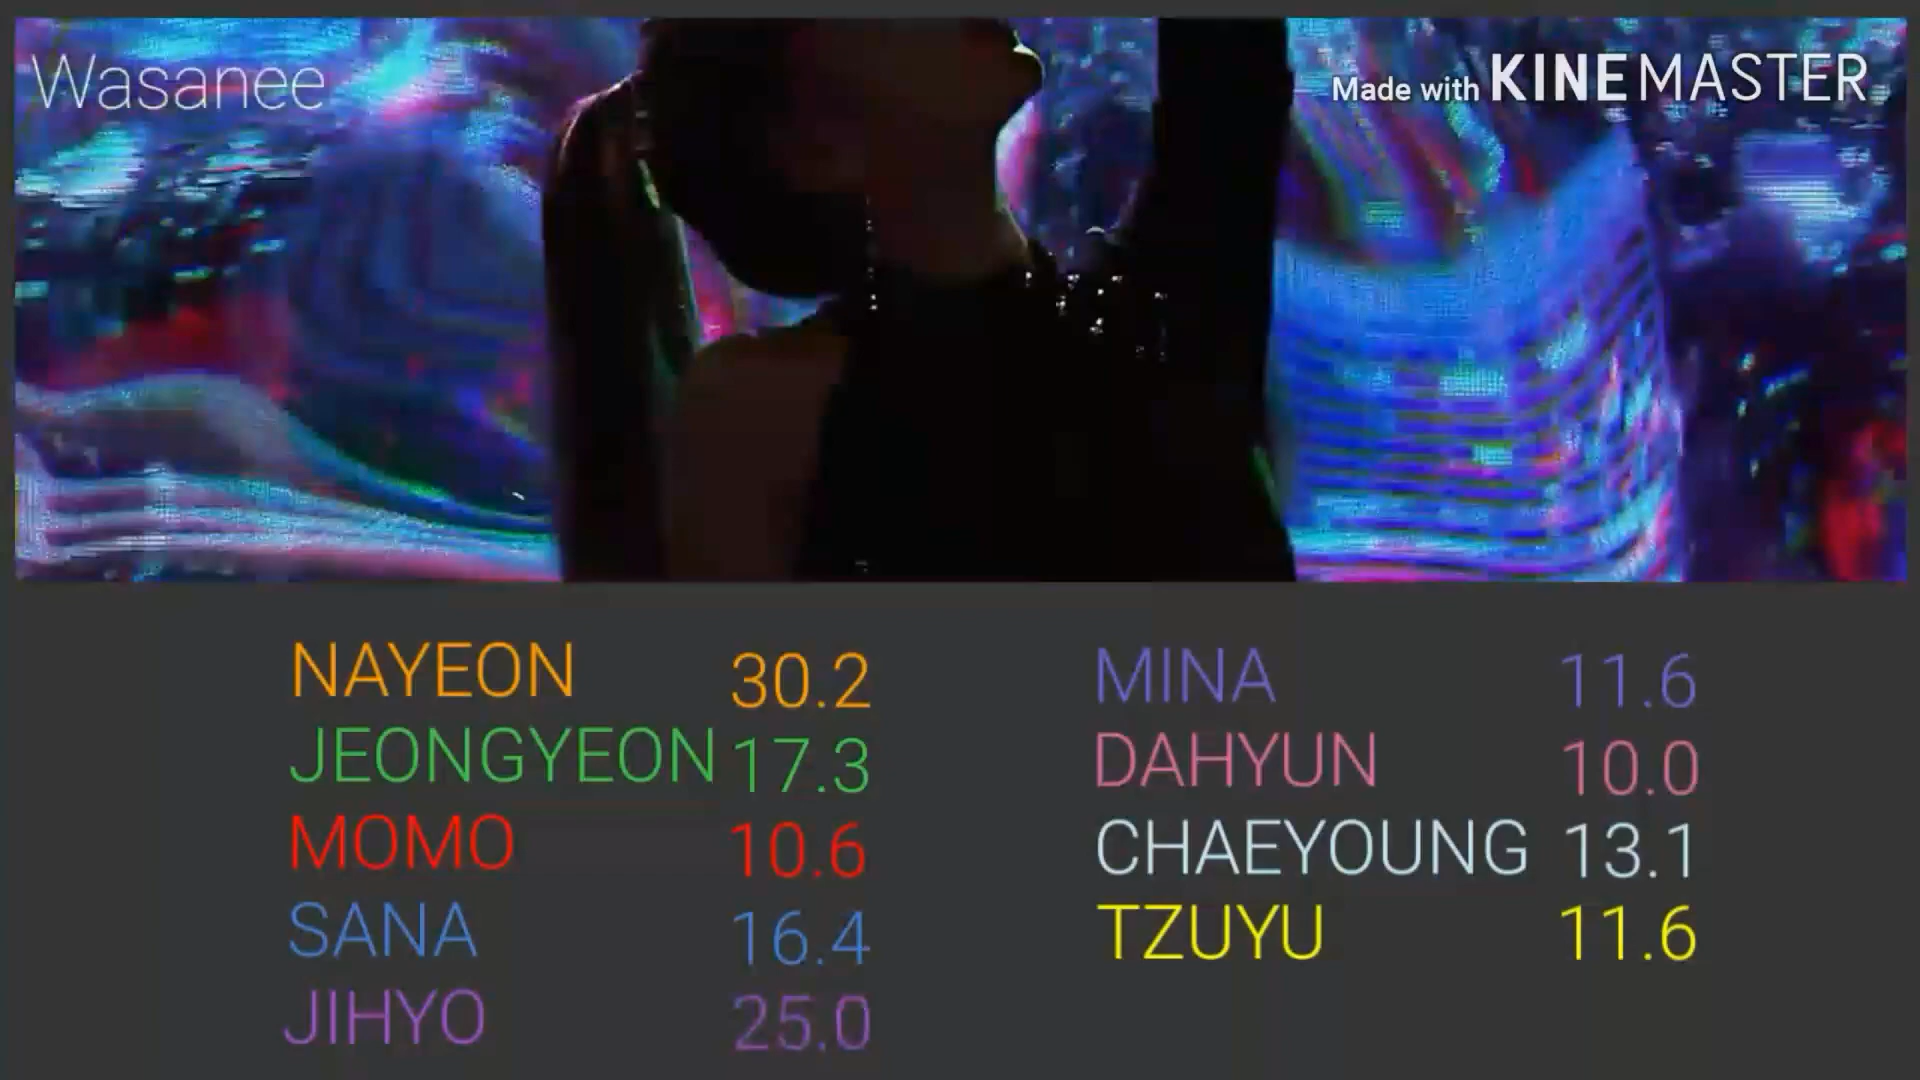 Wasanee
Made with KINEMASTER
NAYEON 30.2
JEONGYEON 17.3
MOMO 10.6
SANA 16.4
JIHYO 25.0
MINA 11.6
DAHYUN 10.0
CHAEYOUNG 13.1
TZUYU 11.6